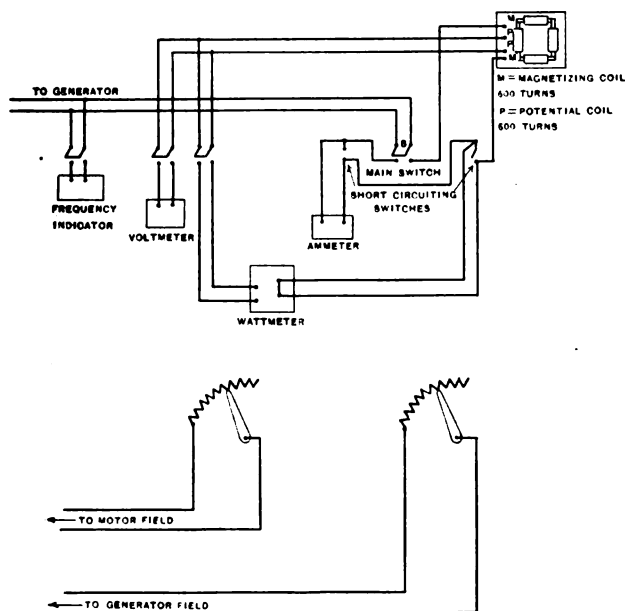 M
P
P
M
M = MAGNETIZING COIL
600 TURNS
P = POTENTIAL COIL
600 TURNS
TO GENERATOR
B
MAIN SWITCH
SHORT CIRCUITING
SWITCHES
FREQUENCY
INDICATOR
VOLTMETER
AMMETER
WATTMETER
TO MOTOR FIELD
TO GENERATOR FIELD